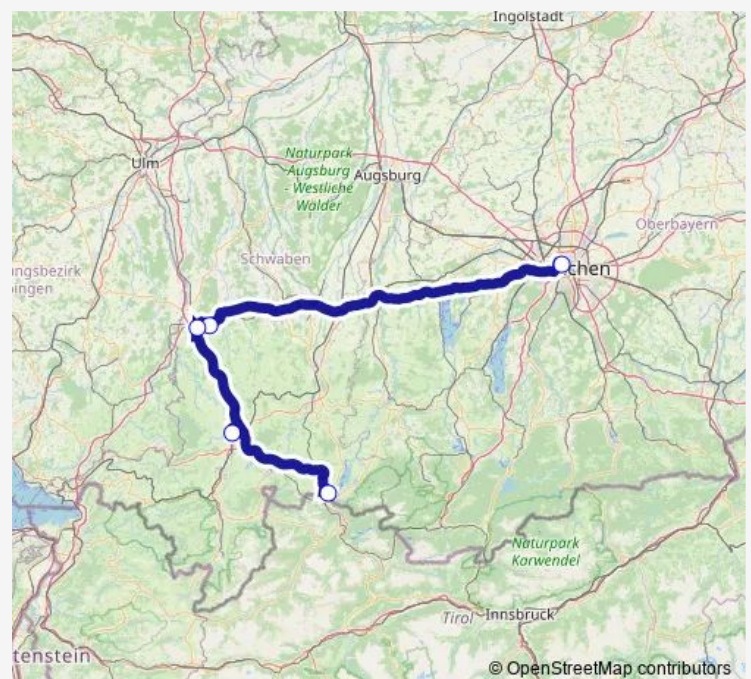 Ingolstadt
Ulm
Naturpark
Augsburg
- Westliche
Wälder
Augsburg
Oberbayern
Schwaben
ngsbezirk
ingen
chen
Naturpark
Karwendel
Tirol
Innsbruck
tenstein
© OpenStreetMap contributors